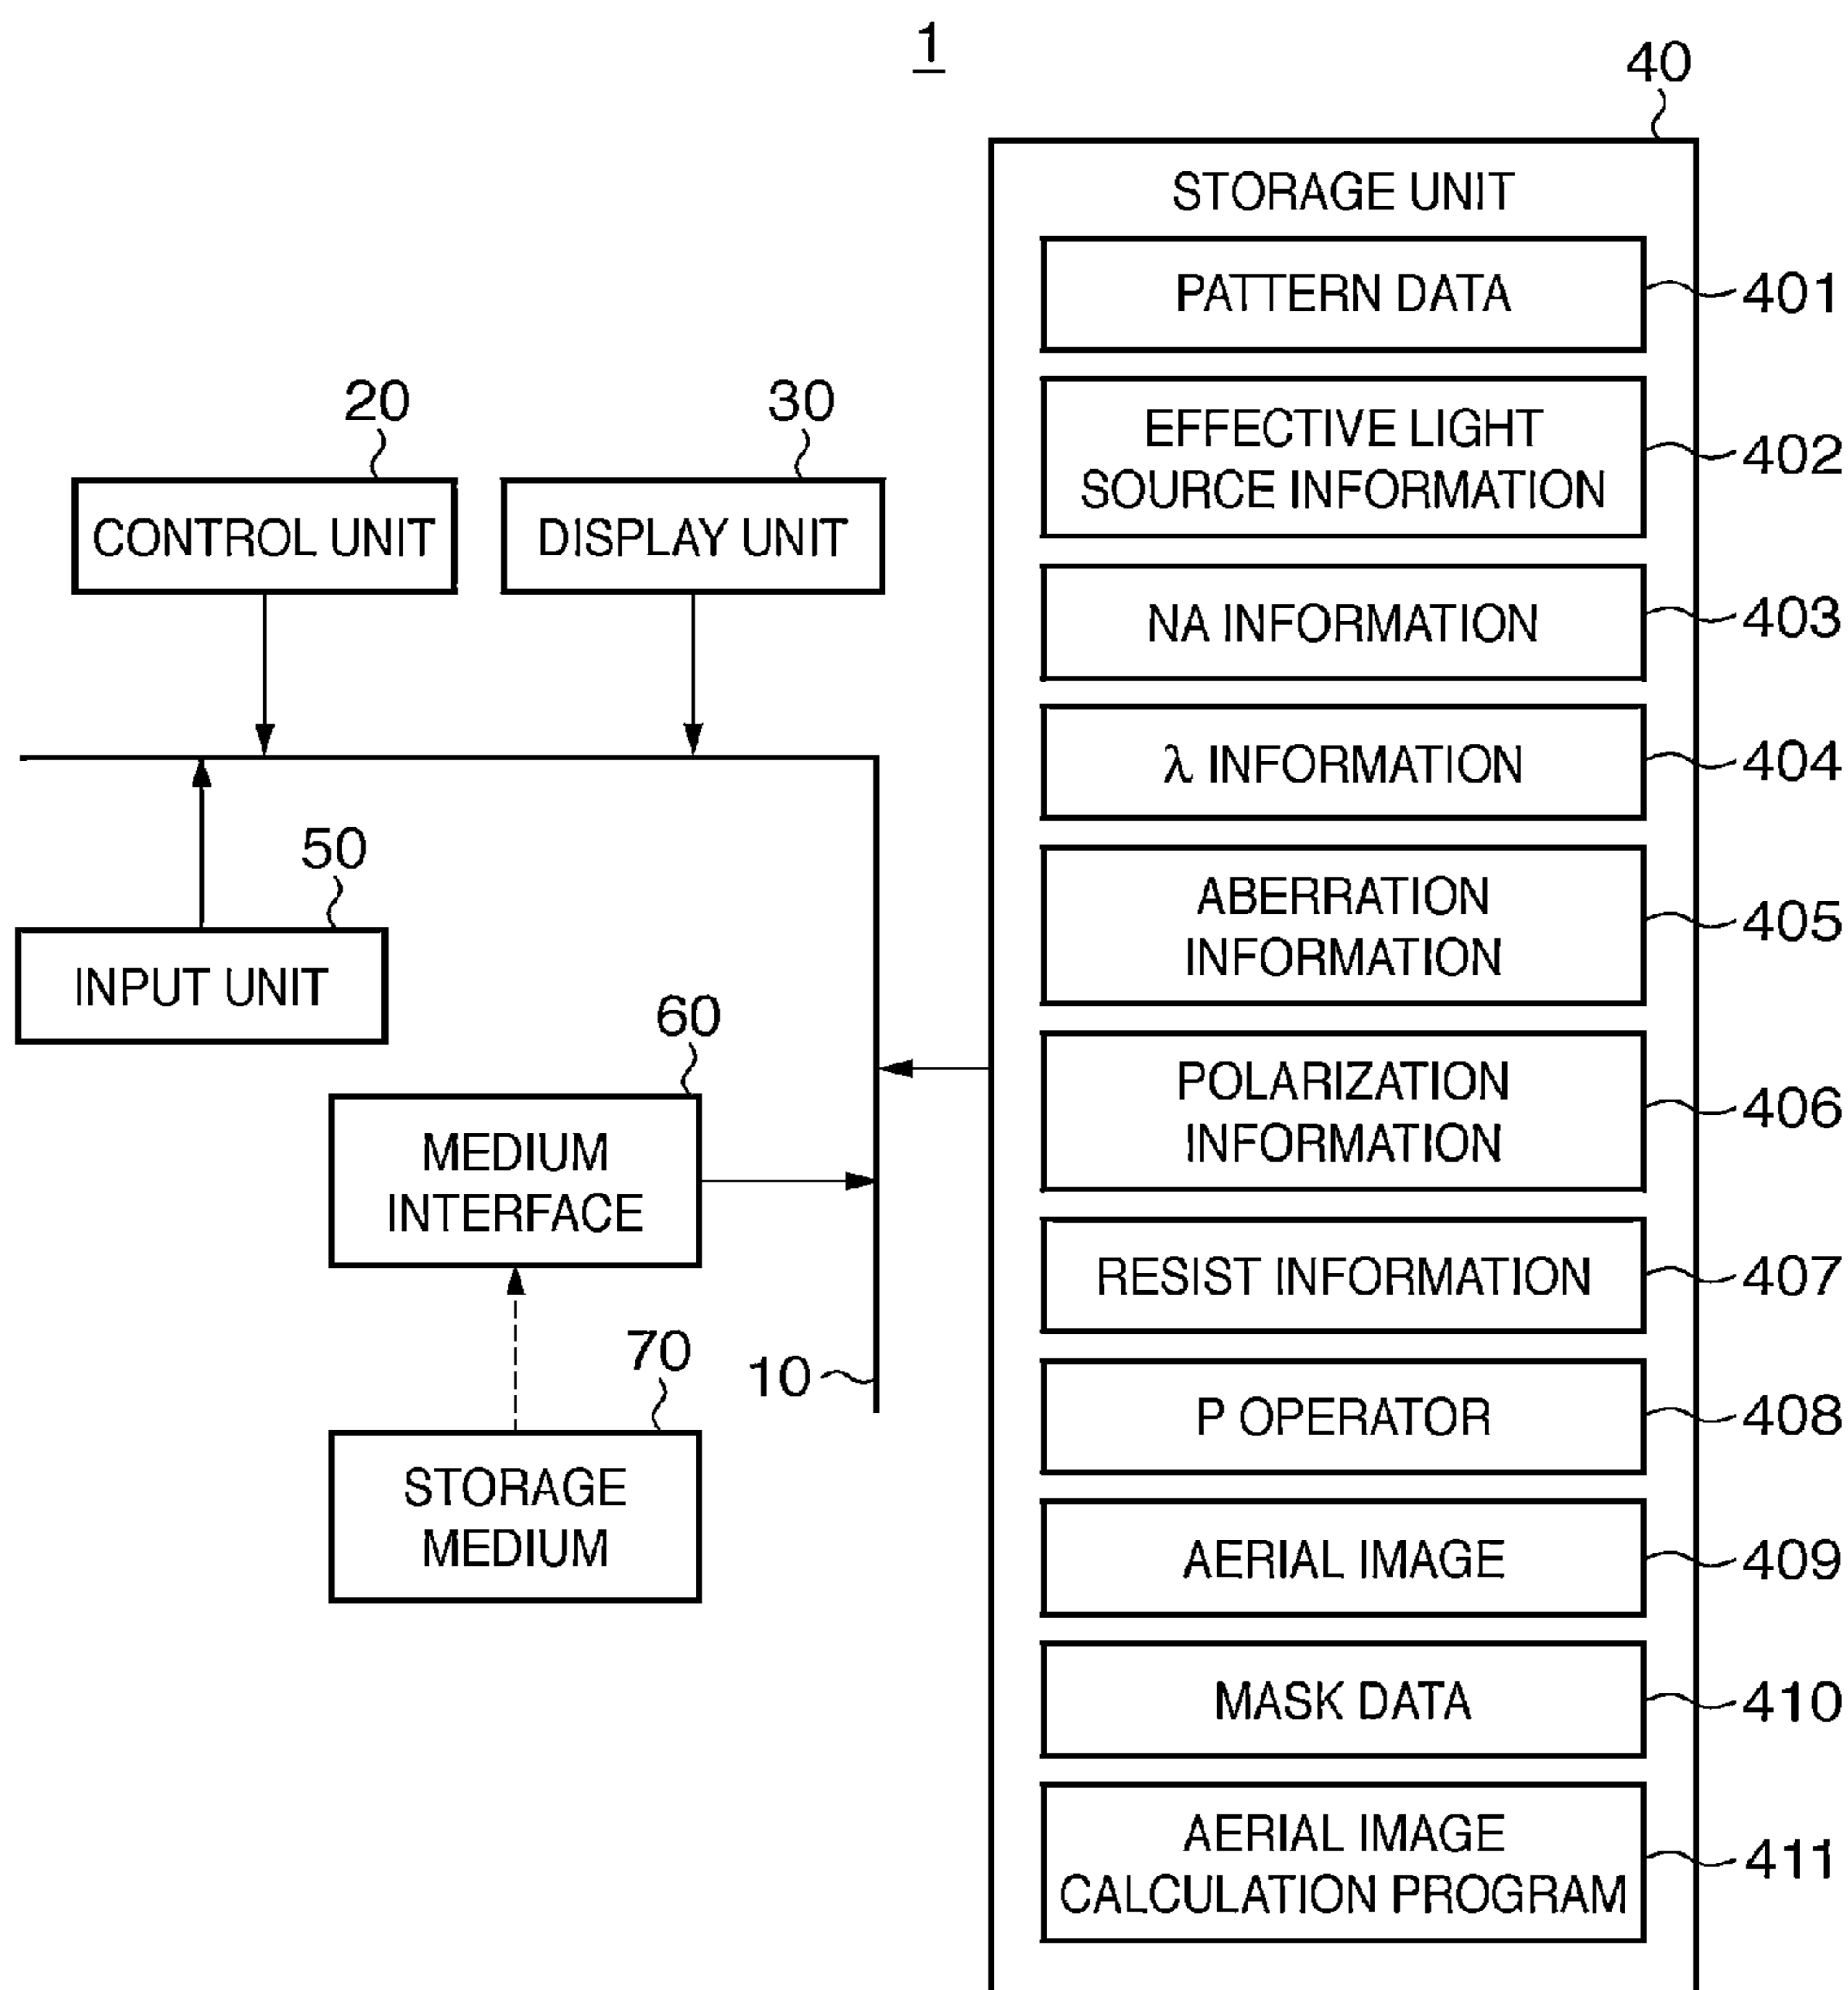 1
40
STORAGE UNIT
PATTERN DATA
401
EFFECTIVE LIGHT
SOURCE INFORMATION
402
NA INFORMATION
403
λ INFORMATION
404
ABERRATION
INFORMATION
405
POLARIZATION
INFORMATION
406
RESIST INFORMATION
407
P OPERATOR
408
AERIAL IMAGE
409
MASK DATA
410
AERIAL IMAGE
CALCULATION PROGRAM
411
20
CONTROL UNIT
30
DISPLAY UNIT
50
INPUT UNIT
60
MEDIUM
INTERFACE
70
STORAGE
MEDIUM
10